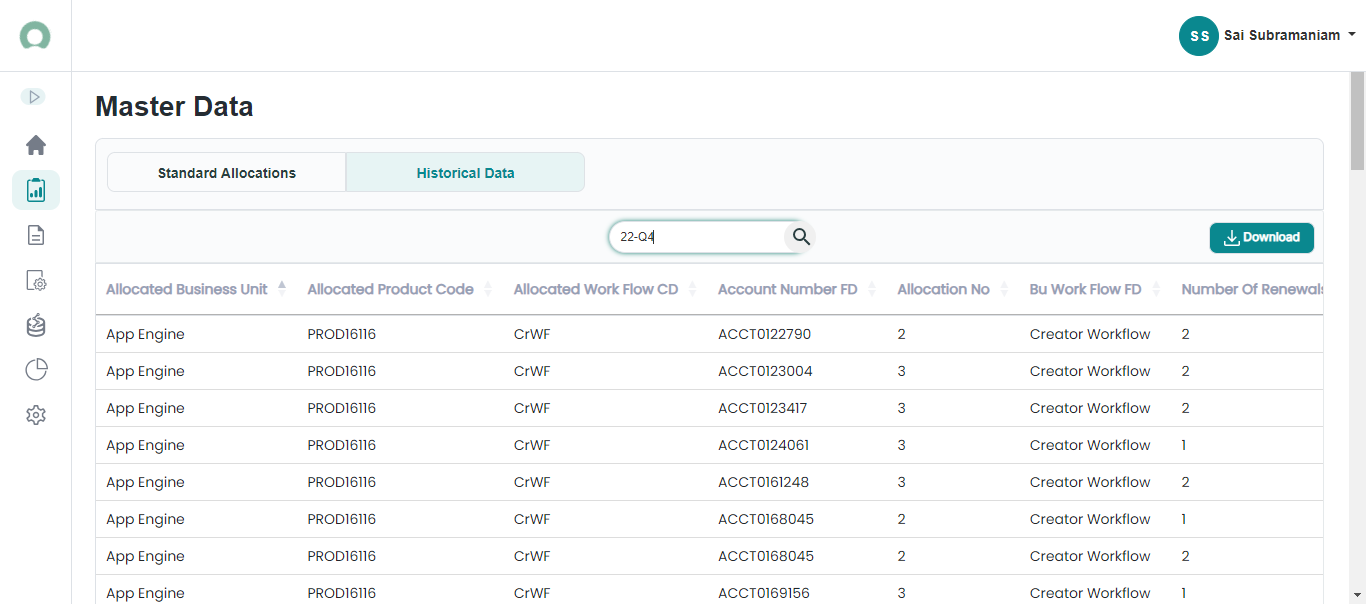 SS Sai Subramaniam
Master Data
Standard Allocations Historical Data
22-Q4 Download
Allocated Business Unit Allocated Product Code Allocated Work Flow CD Account Number FD Allocation No Bu Work Flow FD Number Of Renewals
App Engine PROD16116 CrWF ACCT0122790 2 Creator Workflow 2
App Engine PROD16116 CrWF ACCT0123004 3 Creator Workflow 2
App Engine PROD16116 CrWF ACCT0123417 3 Creator Workflow 2
App Engine PROD16116 CrWF ACCT0124061 3 Creator Workflow 1
App Engine PROD16116 CrWF ACCT0161248 3 Creator Workflow 2
App Engine PROD16116 CrWF ACCT0168045 2 Creator Workflow 1
App Engine PROD16116 CrWF ACCT0168045 2 Creator Workflow 2
App Engine PROD16116 CrWF ACCT0169156 3 Creator Workflow 1